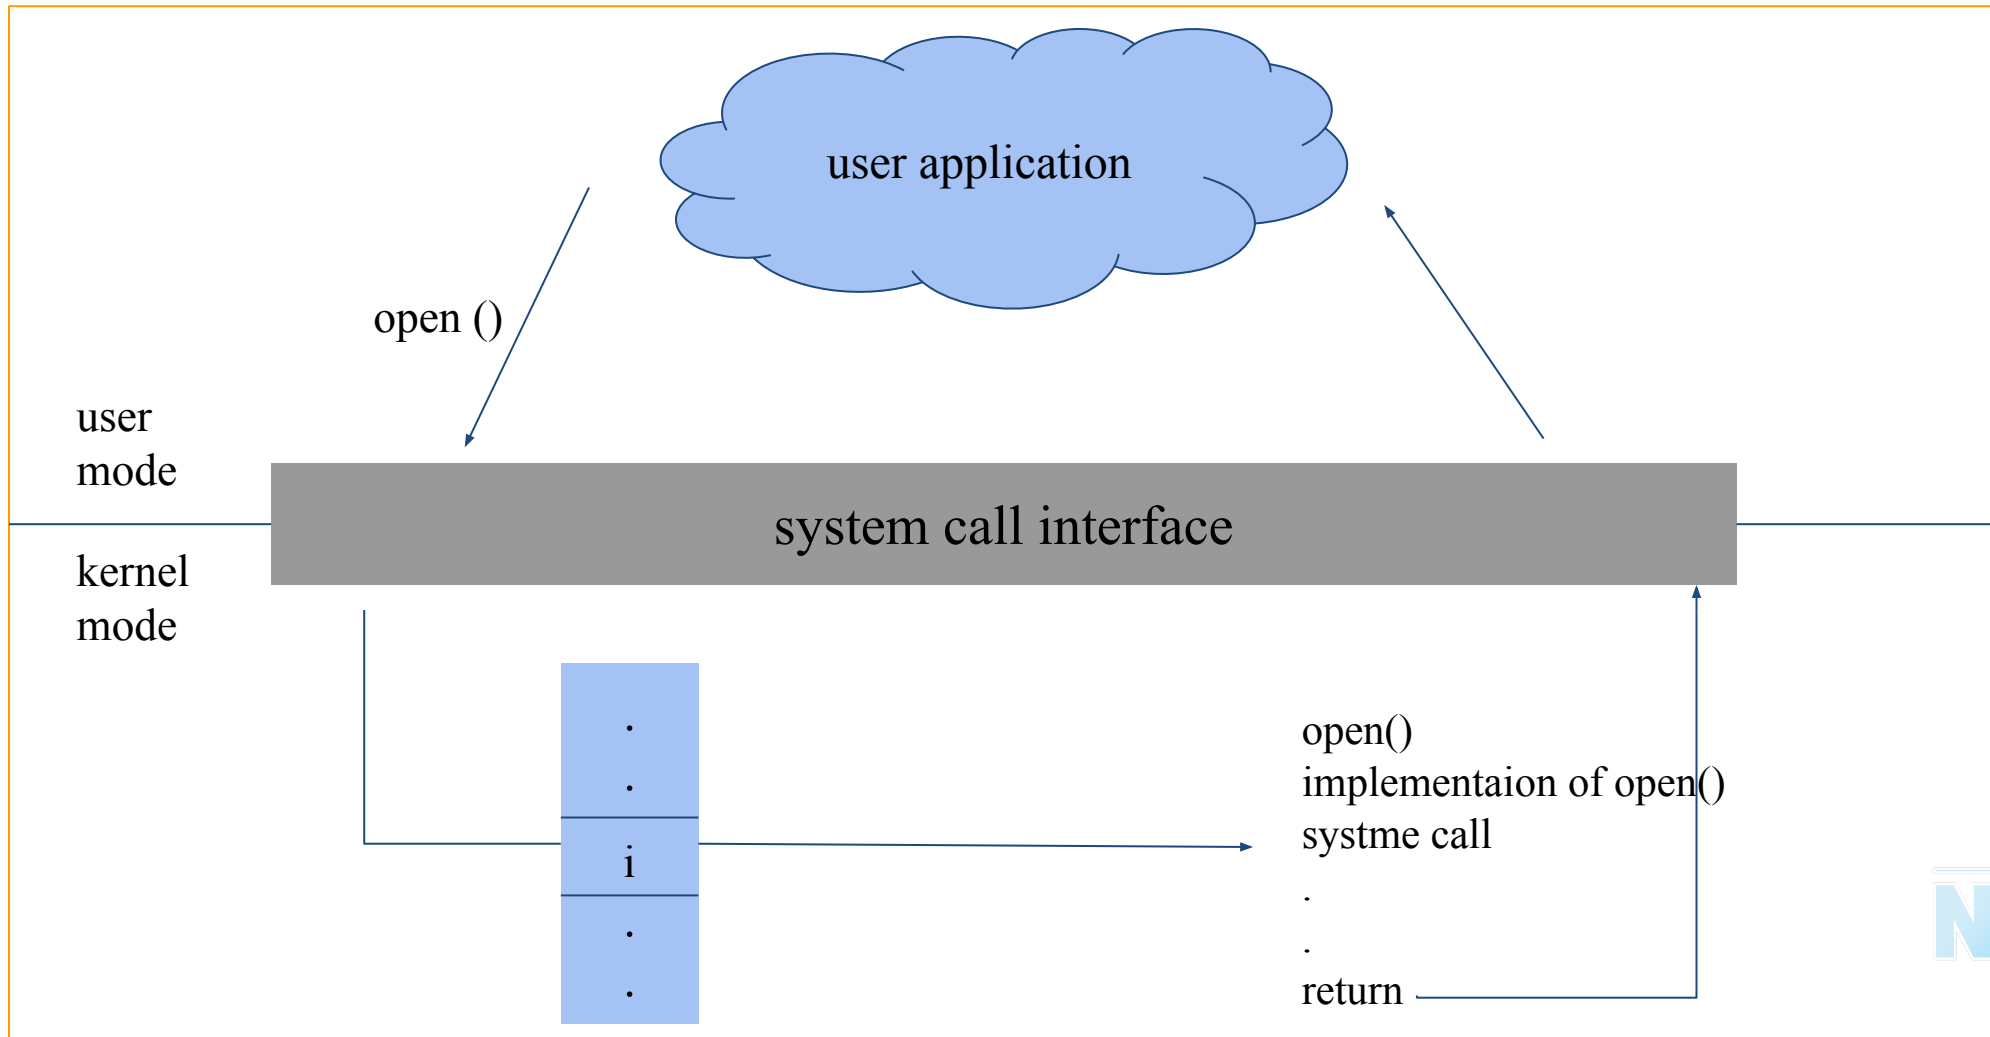 user application
open ()
user
mode
system call interface
kernel
mode
.
.
i
.
.
open()
implementaion of open()
systme call
.
.
return
N